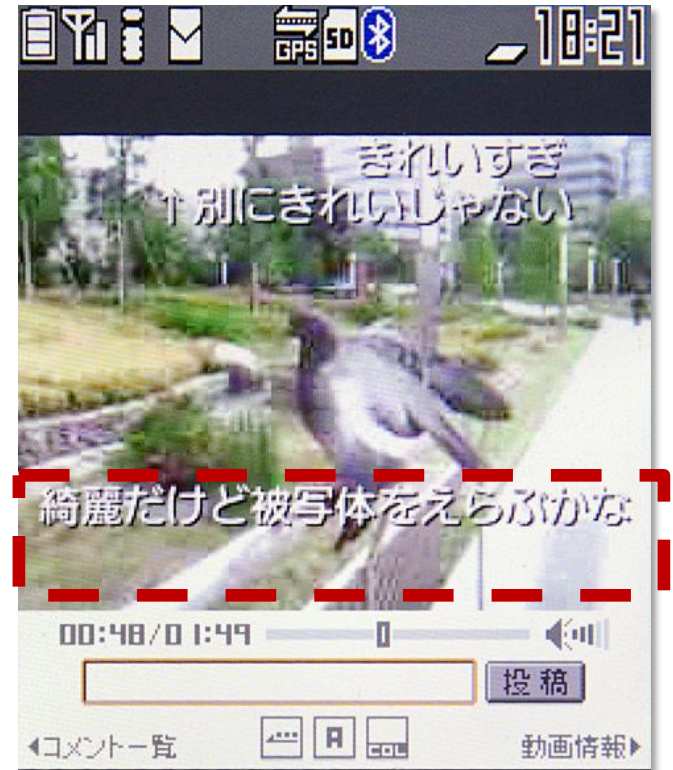 GPS SD 18:21
きれいすぎ
↑別にきれいじゃない
綺麗だけど被写体をえらぶかな
00:48/01:49
投稿
コメント一覧
A
動画情報